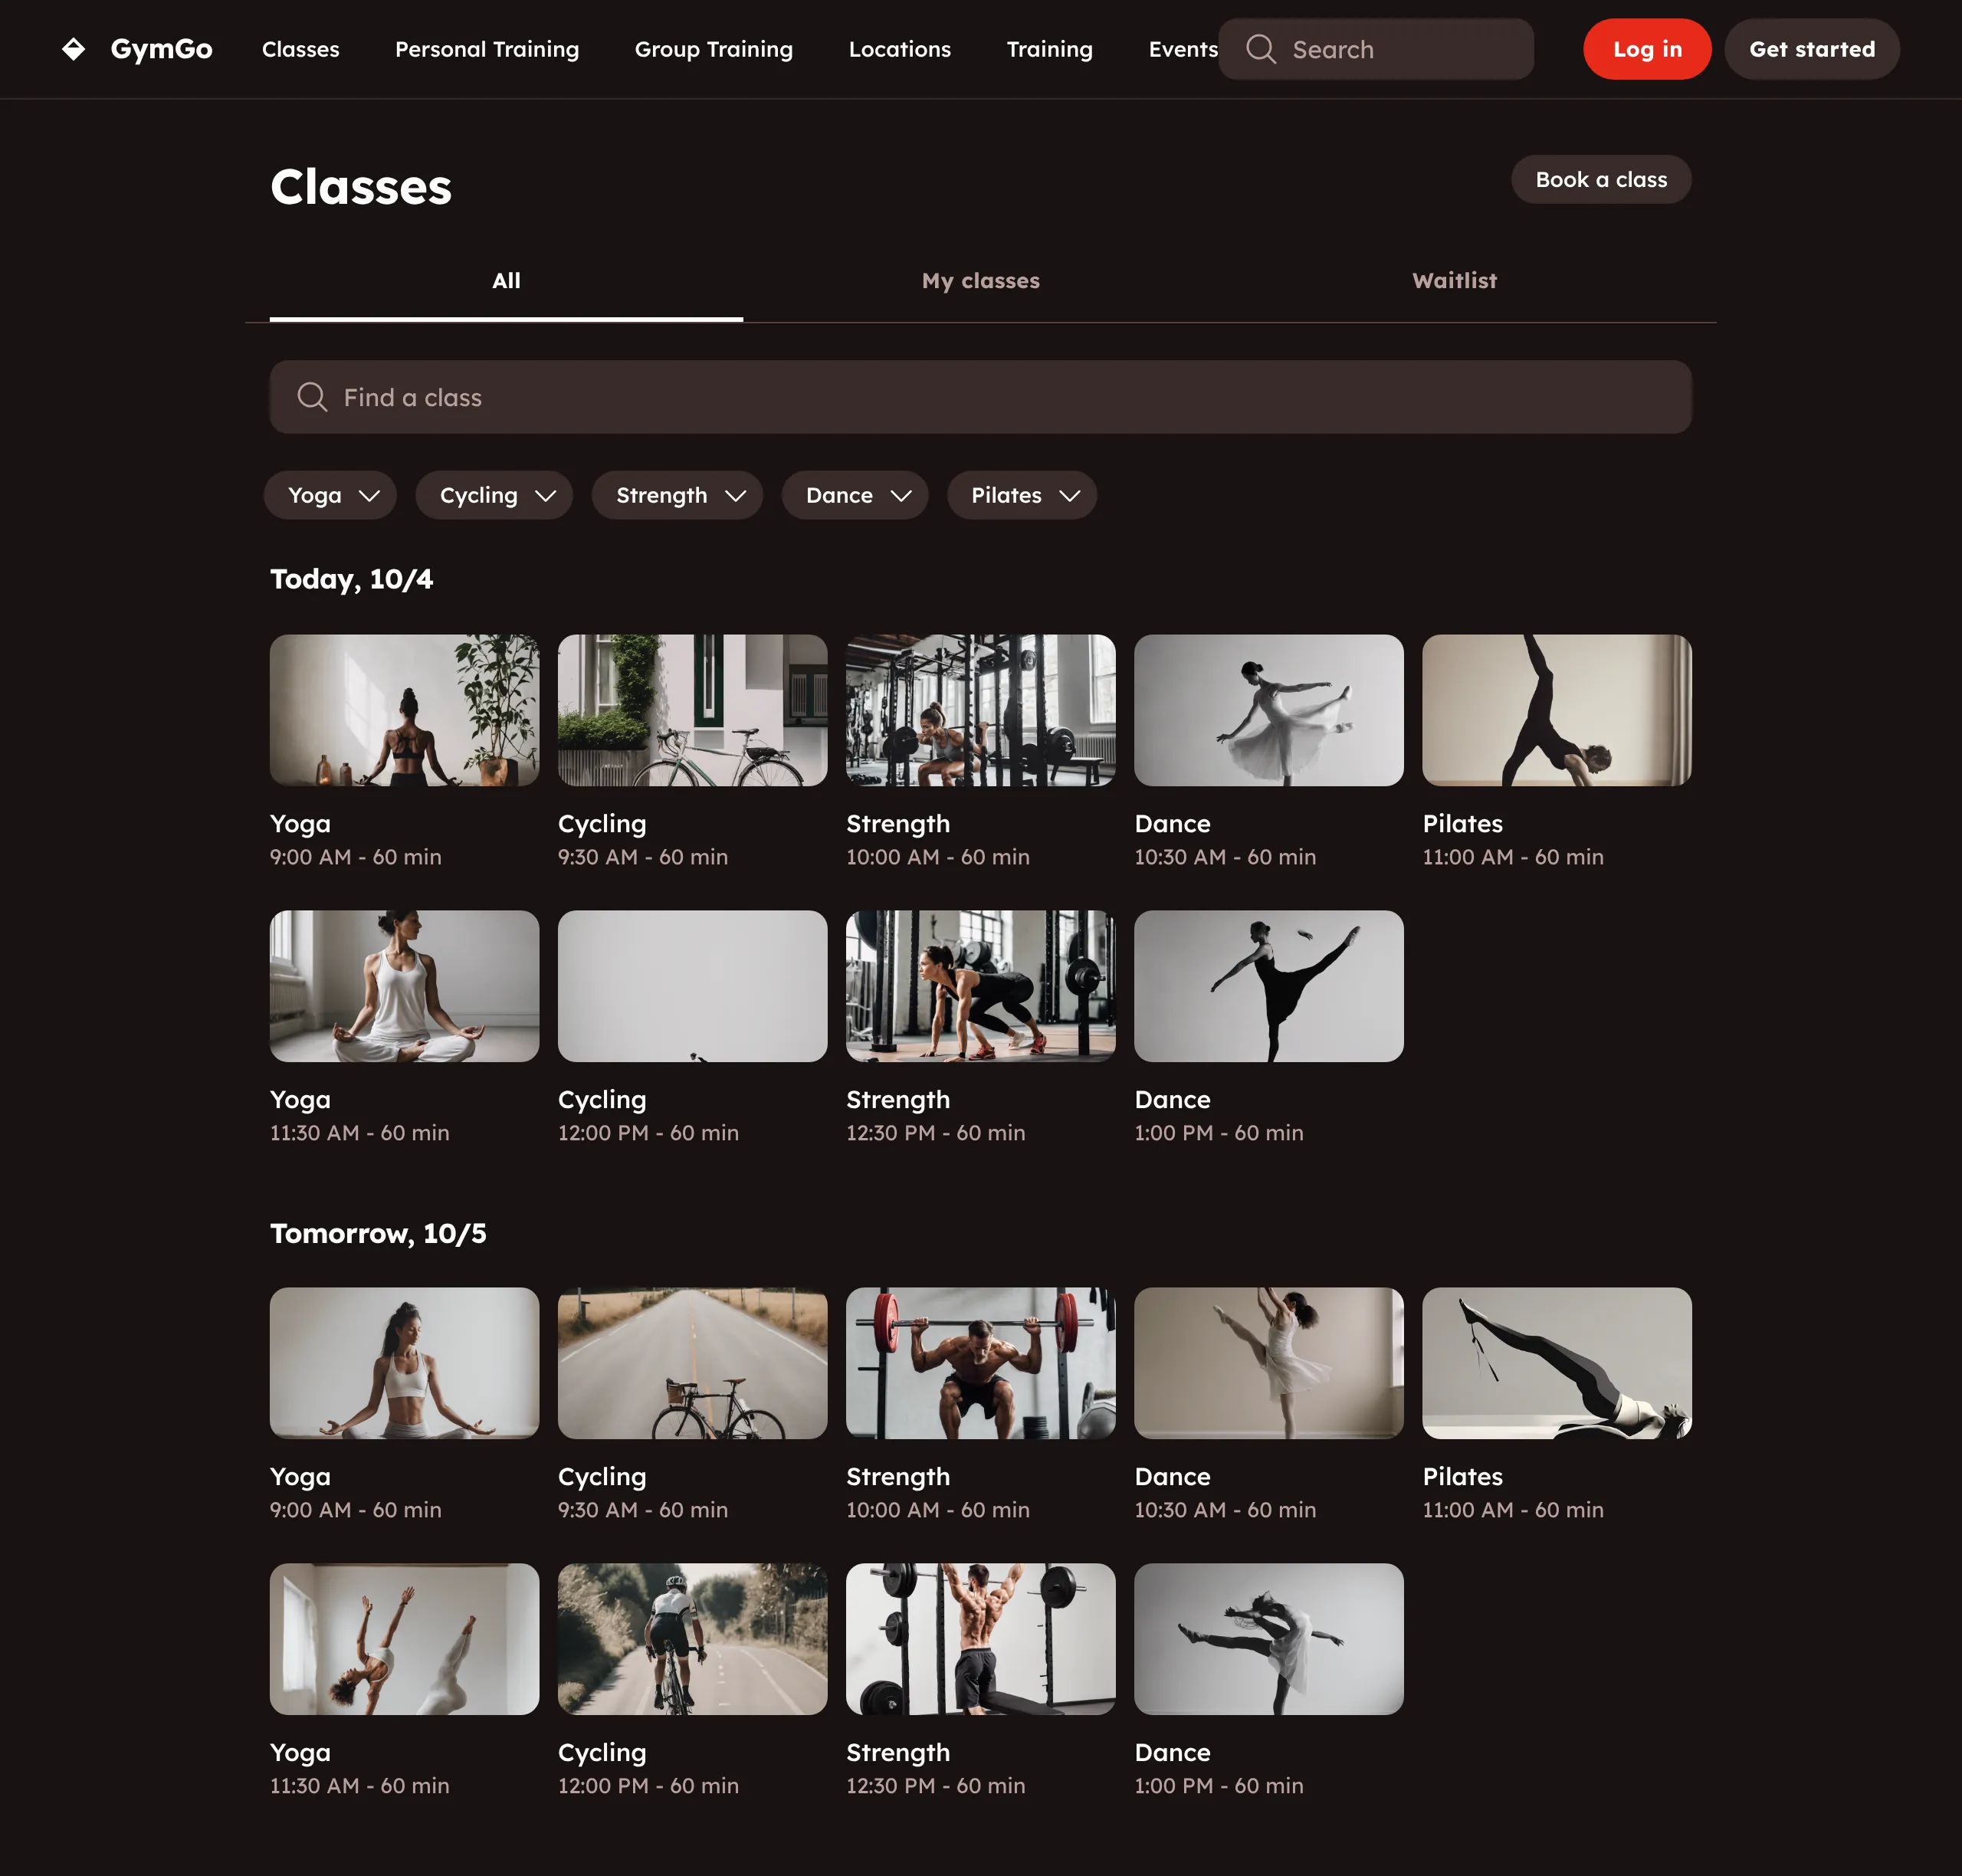 GymGo
Classes
Personal Training
Group Training
Locations
Training
Events
Search
Log in
Get started
Classes
Book a class
All
My classes
Waitlist
Find a class
Yoga
Cycling
Strength
Dance
Pilates
Today, 10/4
Yoga
9:00 AM - 60 min
Cycling
9:30 AM - 60 min
Strength
10:00 AM - 60 min
Dance
10:30 AM - 60 min
Pilates
11:00 AM - 60 min
Yoga
11:30 AM - 60 min
Cycling
12:00 PM - 60 min
Strength
12:30 PM - 60 min
Dance
1:00 PM - 60 min
Tomorrow, 10/5
Yoga
9:00 AM - 60 min
Cycling
9:30 AM - 60 min
Strength
10:00 AM - 60 min
Dance
10:30 AM - 60 min
Pilates
11:00 AM - 60 min
Yoga
11:30 AM - 60 min
Cycling
12:00 PM - 60 min
Strength
12:30 PM - 60 min
Dance
1:00 PM - 60 min